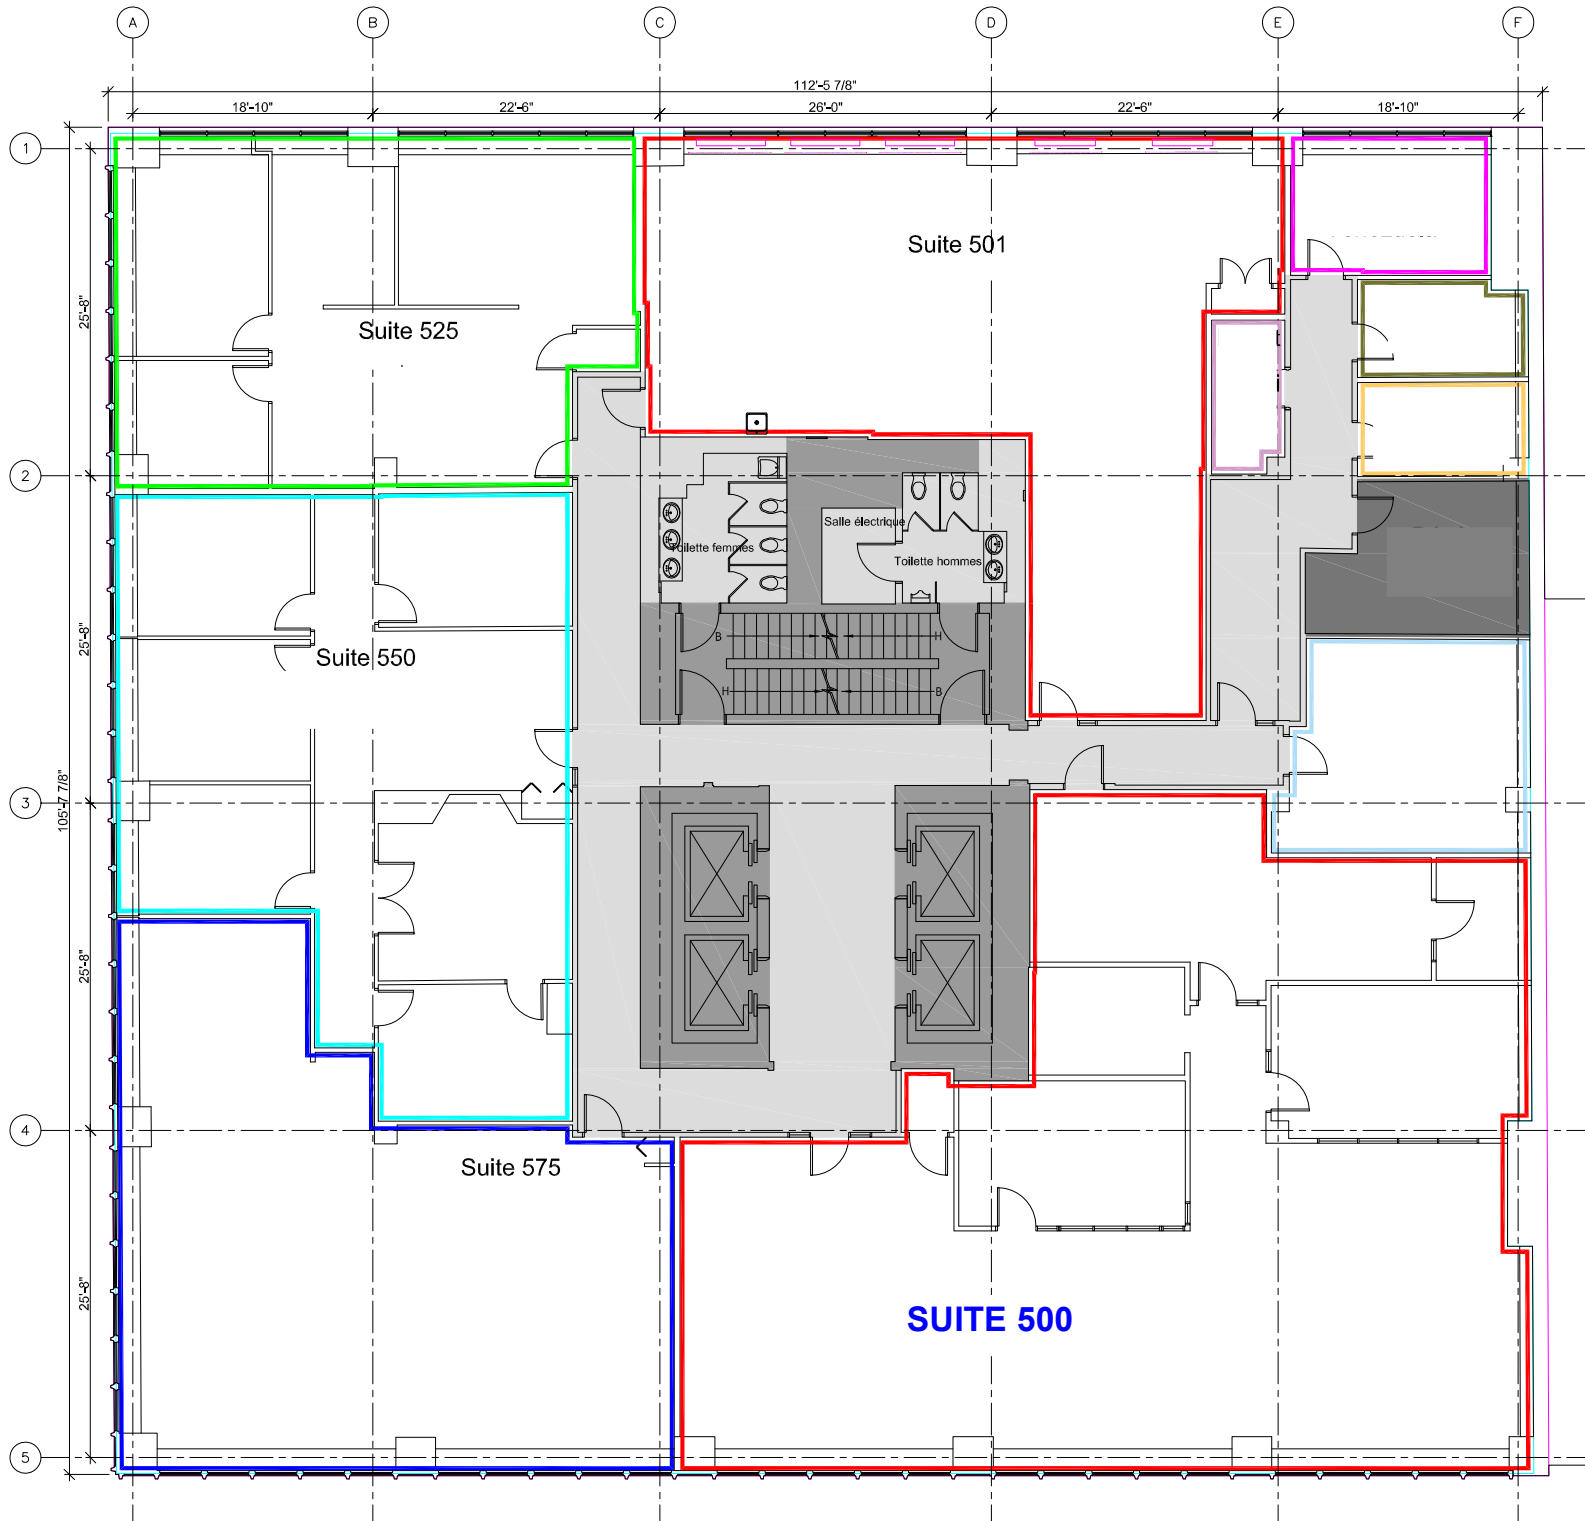 A B C D E F
112'-5 7/8"
18'-10" 22'-6" 26'-0" 22'-6" 18'-10"
1
Suite 501
25'-8"
Suite 525
2
Salle électrique
Toilette femmes
Toilette hommes
25'-8"
B H
Suite 550
H B
105'-7 7/8"
3
25'-8"
4
Suite 575
25'-8"
SUITE 500
5